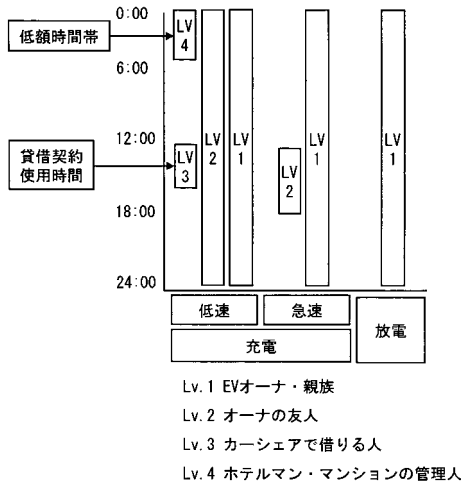 0:00
低額時間帯
LV
4
6:00
12:00
貸借契約
使用時間
LV
3
LV
2
LV
1
LV
2
LV
1
LV
1
18:00
24:00
低速
急速
放電
充電
Lv.1 EVオーナ・親族
Lv.2 オーナの友人
Lv.3 カーシェアで借りる人
Lv.4 ホテルマン・マンションの管理人